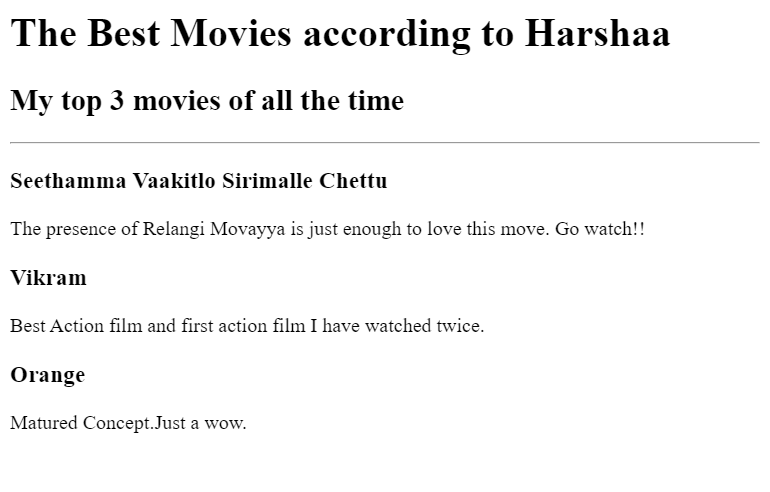 The Best Movies according to Harshaa
My top 3 movies of all the time
Seethamma Vaakitlo Sirimalle Chettu
The presence of Relangi Movayya is just enough to love this move. Go watch!!
Vikram
Best Action film and first action film I have watched twice.
Orange
Matured Concept.Just a wow.